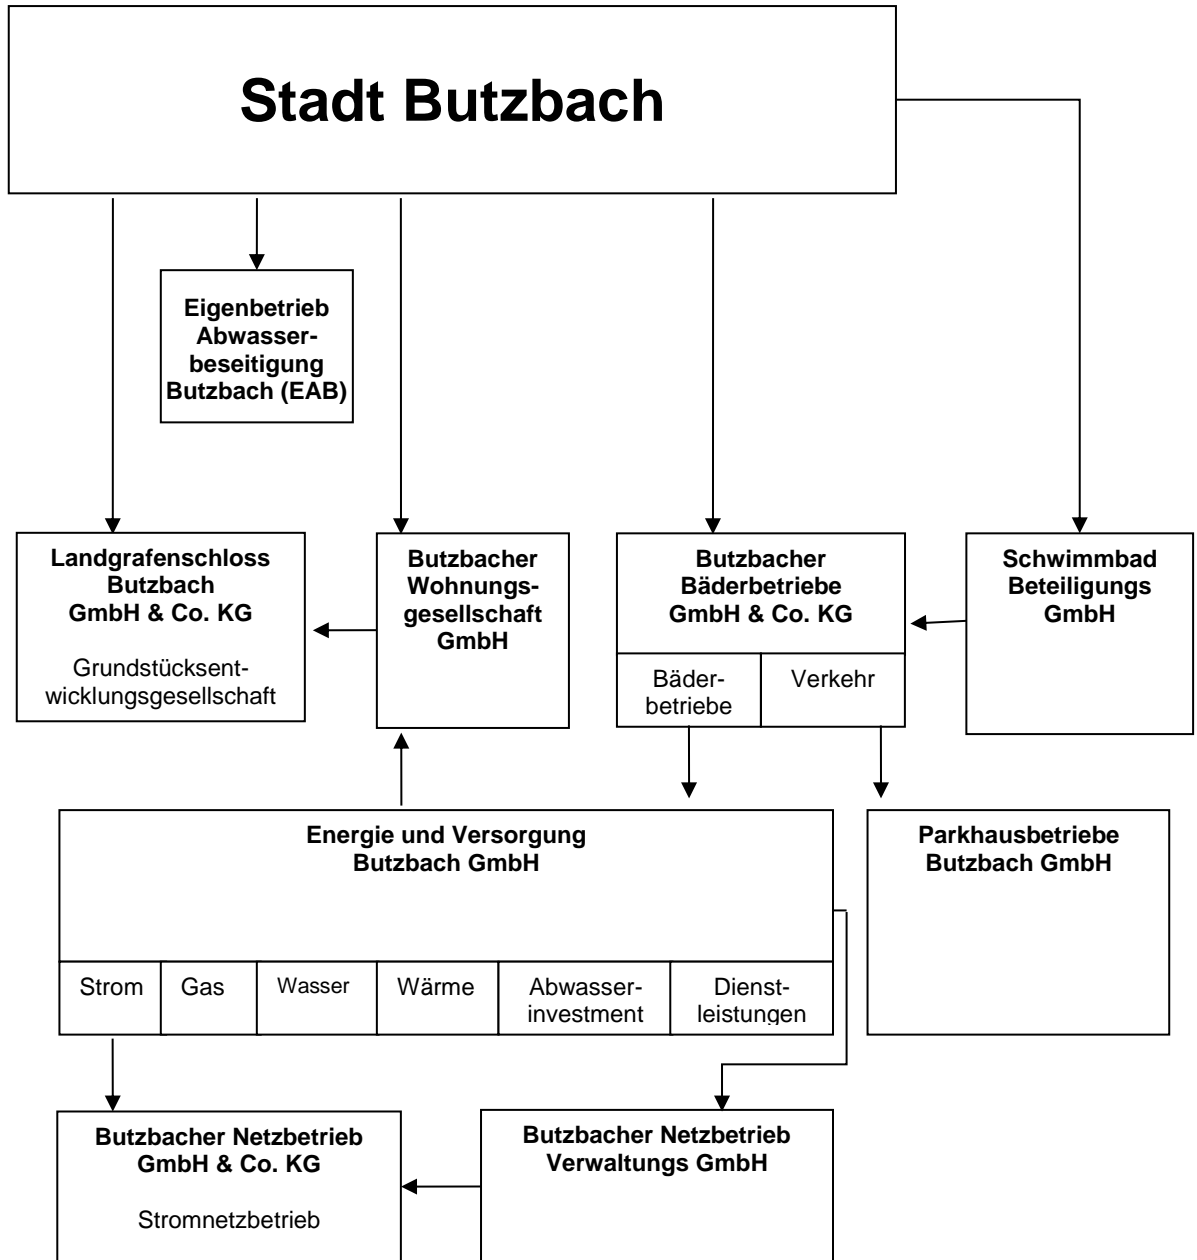 Stadt Butzbach
Eigenbetrieb
Abwasser-
beseitigung
Butzbach (EAB)
Landgrafenschloss
Butzbach
GmbH & Co. KG
Grundstücksent-
wicklungsgesellschaft
Butzbacher
Wohnungs-
gesellschaft
GmbH
Butzbacher
Bäderbetriebe
GmbH & Co. KG
Bäder-
betriebe
Verkehr
Schwimmbad
Beteiligungs
GmbH
Energie und Versorgung
Butzbach GmbH
Strom
Gas
Wasser
Wärme
Abwasser-
investment
Dienst-
leistungen
Parkhausbetriebe
Butzbach GmbH
Butzbacher Netzbetrieb
GmbH & Co. KG
Stromnetzbetrieb
Butzbacher Netzbetrieb
Verwaltungs GmbH